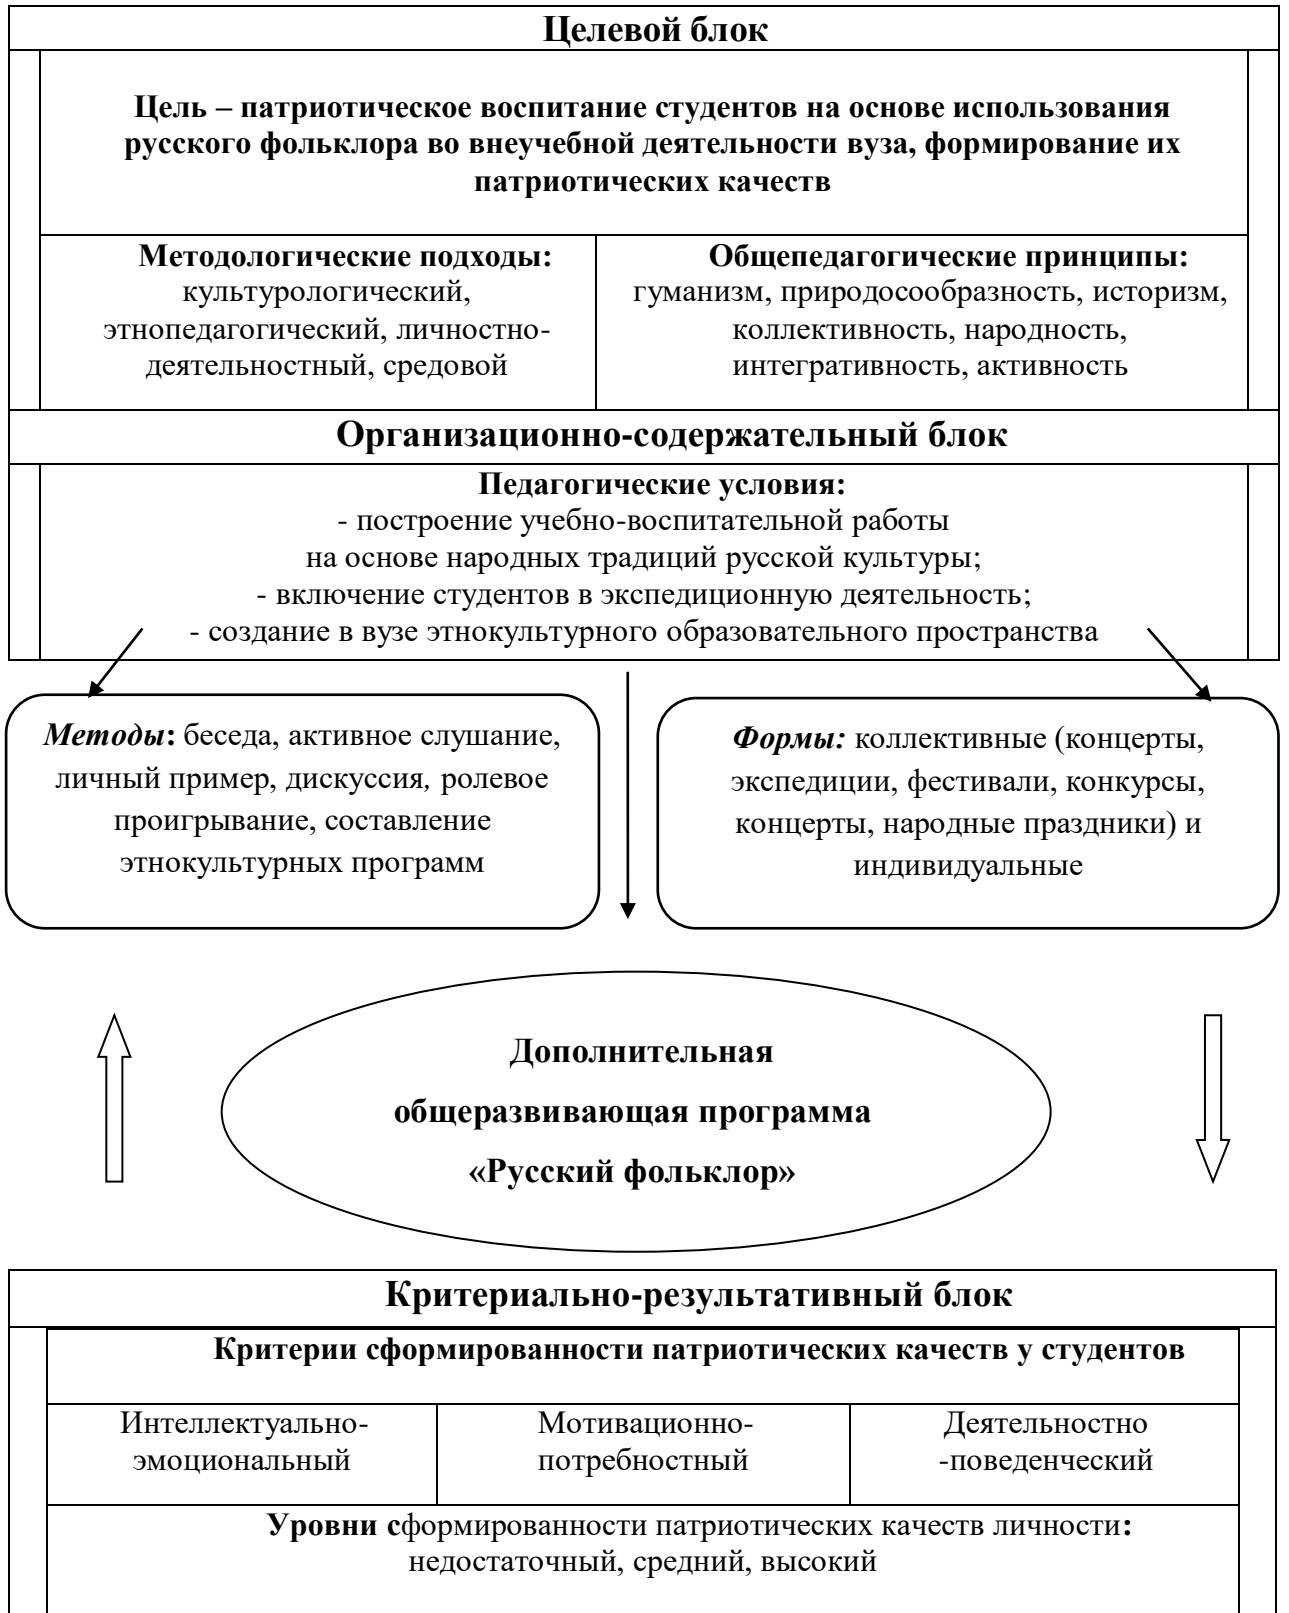 Целевой блок
Цель – патриотическое воспитание студентов на основе использования
русского фольклора во внеучебной деятельности вуза, формирование их
патриотических качеств
Методологические подходы:
культурологический,
этнопедагогический, личностно-
деятельностный, средовой
Общепедагогические принципы:
гуманизм, природосообразность, историзм,
коллективность, народность,
интегративность, активность
Организационно-содержательный блок
Педагогические условия:
- построение учебно-воспитательной работы
на основе народных традиций русской культуры;
- включение студентов в экспедиционную деятельность;
- создание в вузе этнокультурного образовательного пространства
Методы: беседа, активное слушание,
личный пример, дискуссия, ролевое
проигрывание, составление
этнокультурных программ
Формы: коллективные (концерты,
экспедиции, фестивали, конкурсы,
концерты, народные праздники) и
индивидуальные
Дополнительная
общеразвивающая программа
«Русский фольклор»
Критериально-результативный блок
Критерии сформированности патриотических качеств у студентов
Интеллектуально-
эмоциональный
Мотивационно-
потребностный
Деятельностно
-поведенческий
Уровни сформированности патриотических качеств личности:
недостаточный, средний, высокий